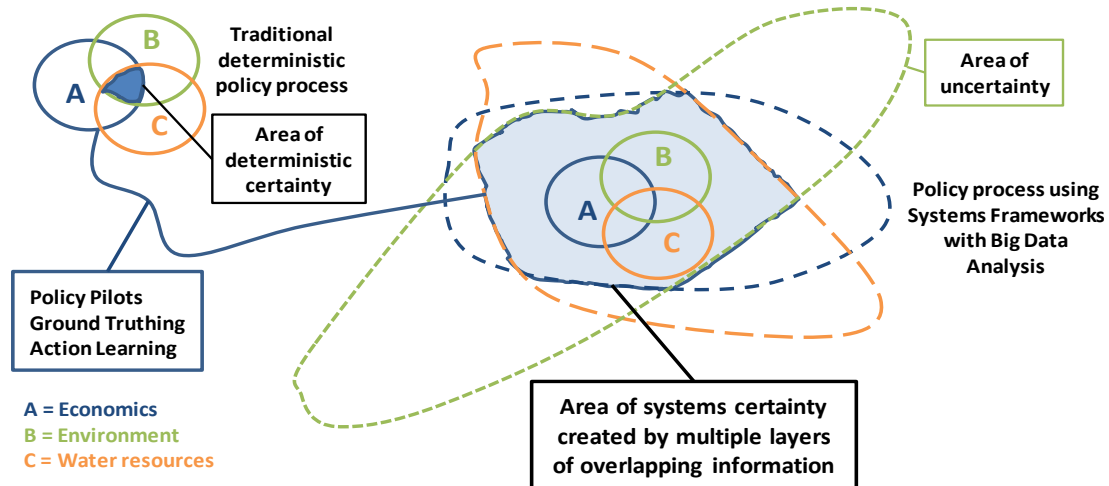 A
B
C
Traditional
deterministic
policy process
Area of
deterministic
certainty
Policy Pilots
Ground Truthing
Action Learning
A = Economics
B = Environment
C = Water resources
A
B
C
Area of
uncertainty
Policy process using
Systems Frameworks
with Big Data
Analysis
Area of systems certainty
created by multiple layers
of overlapping information